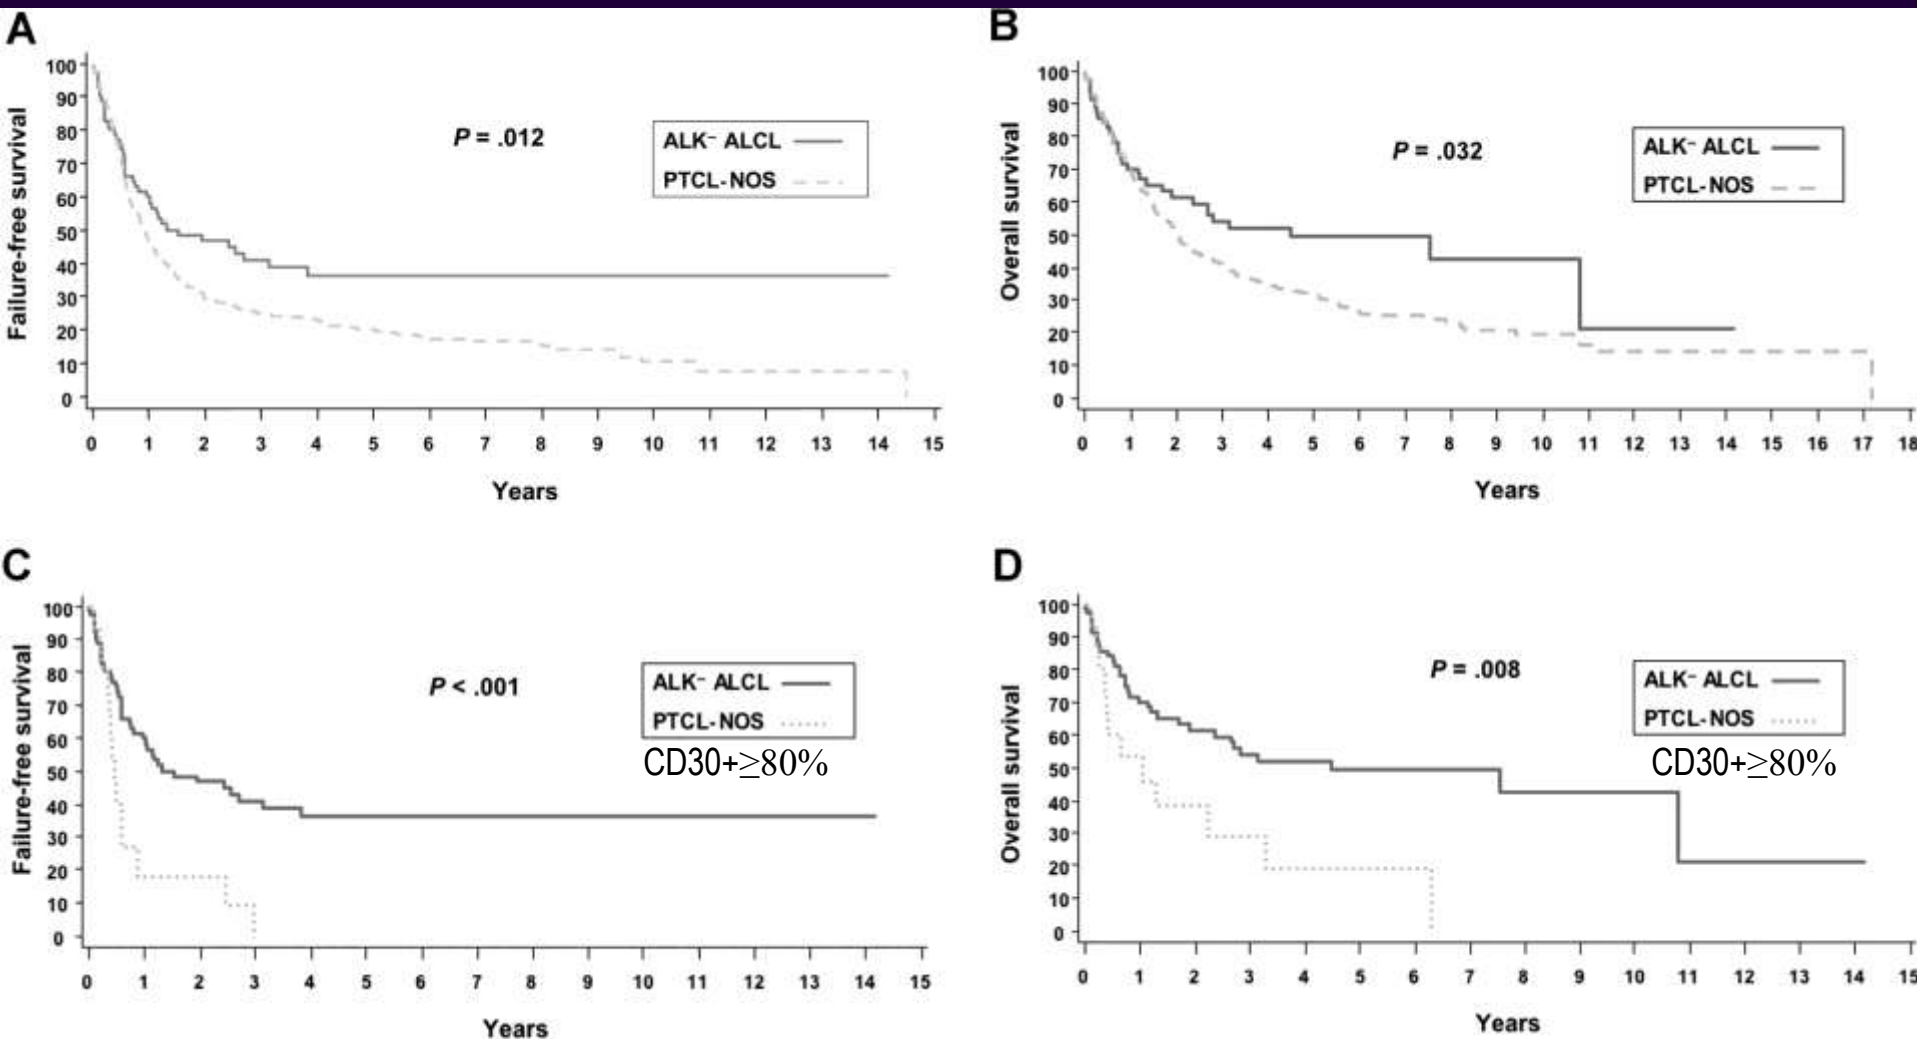 A
Failure-free survival
100
90
80
70
60
50
40
30
20
10
0
P = .012
ALK⁻ ALCL
PTCL-NOS
0 1 2 3 4 5 6 7 8 9 10 11 12 13 14 15
Years
B
Overall survival
100
90
80
70
60
50
40
30
20
10
0
P = .032
ALK⁻ ALCL
PTCL-NOS
0 1 2 3 4 5 6 7 8 9 10 11 12 13 14 15 16 17 18
Years
C
Failure-free survival
100
90
80
70
60
50
40
30
20
10
0
P < .001
ALK⁻ ALCL
PTCL-NOS
CD30+≥80%
0 1 2 3 4 5 6 7 8 9 10 11 12 13 14 15
Years
D
Overall survival
100
90
80
70
60
50
40
30
20
10
0
P = .008
ALK⁻ ALCL
PTCL-NOS
CD30+≥80%
0 1 2 3 4 5 6 7 8 9 10 11 12 13 14 15
Years